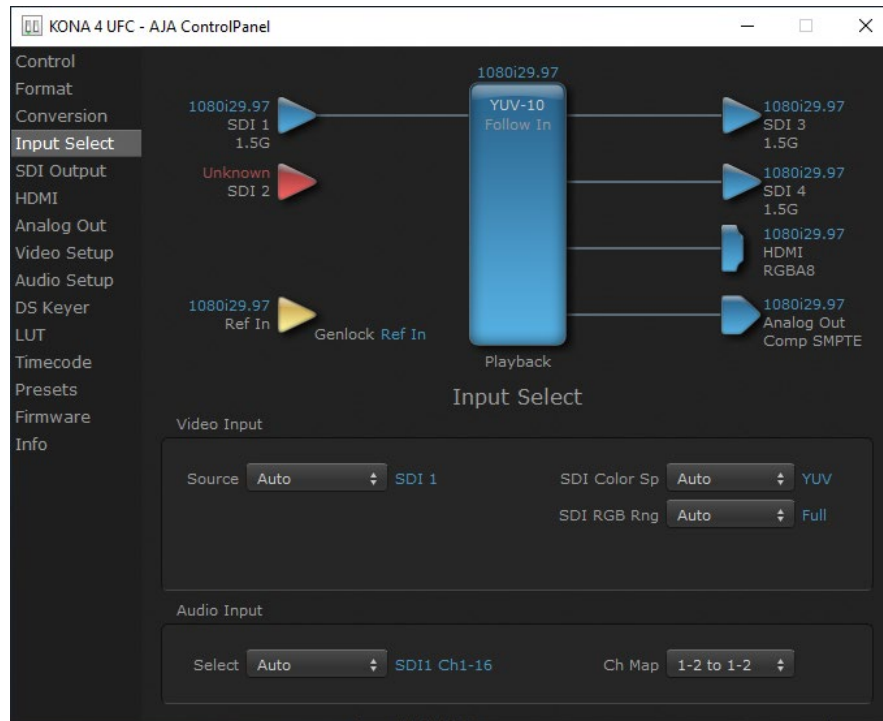 KONA 4 UFC - AJA ControlPanel
Control
Format
Conversion
Input Select
SDI Output
HDMI
Analog Out
Video Setup
Audio Setup
DS Keyer
LUT
Timecode
Presets
Firmware
Info
1080i29.97
YUV-10
Follow In
1080i29.97
SDI 1
1.5G
Unknown
SDI 2
1080i29.97
Ref In
Genlock Ref In
1080i29.97
SDI 3
1.5G
1080i29.97
SDI 4
1.5G
1080i29.97
HDMI
RGBA8
1080i29.97
Analog Out
Comp SMPTE
Playback
Input Select
Video Input
Source Auto SDI 1
SDI Color Sp Auto YUV
SDI RGB Rng Auto Full
Audio Input
Select Auto SDI1 Ch1-16
Ch Map 1-2 to 1-2